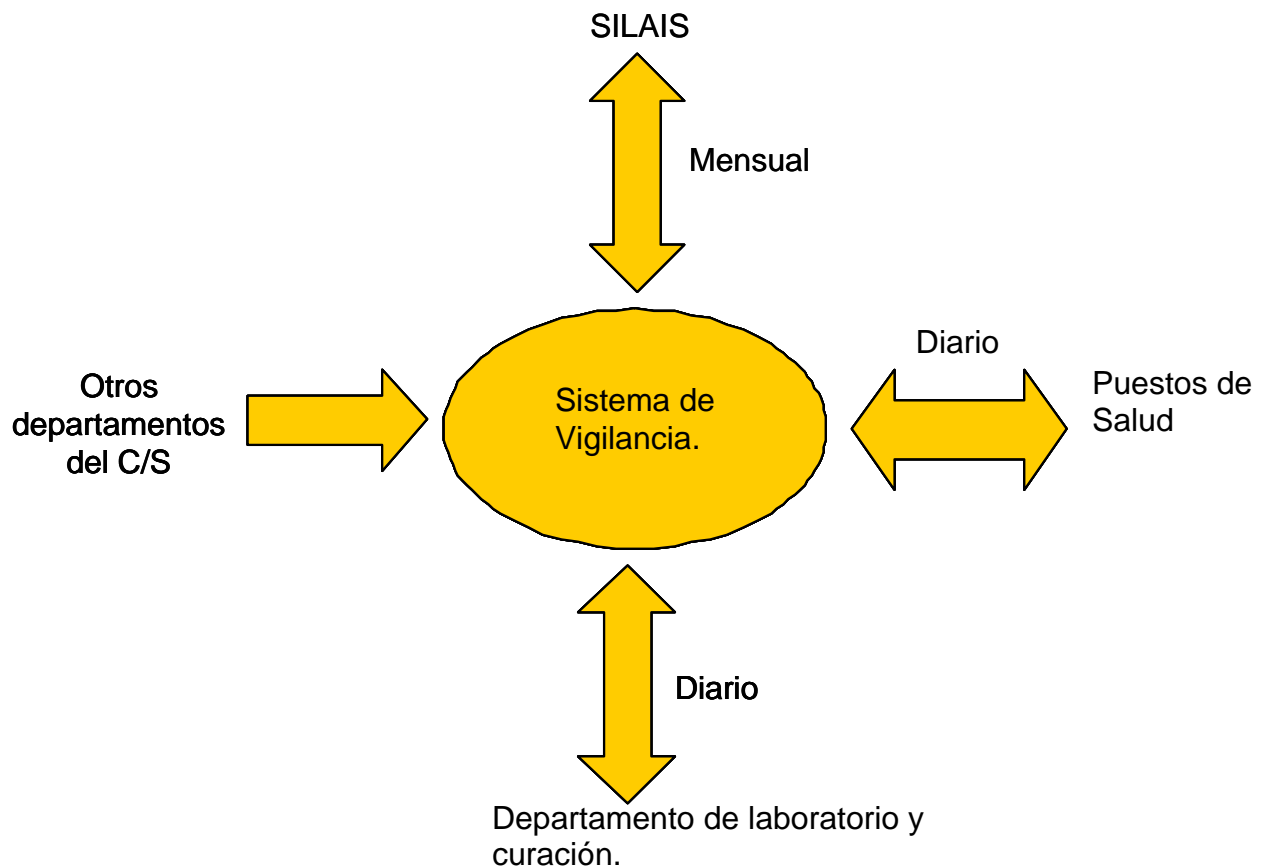 SILAIS
Mensual
Diario
Otros
departamentos
del C/S
Sistema de
Vigilancia.
Puestos de
Salud
Diario
Departamento de laboratorio y
curación.